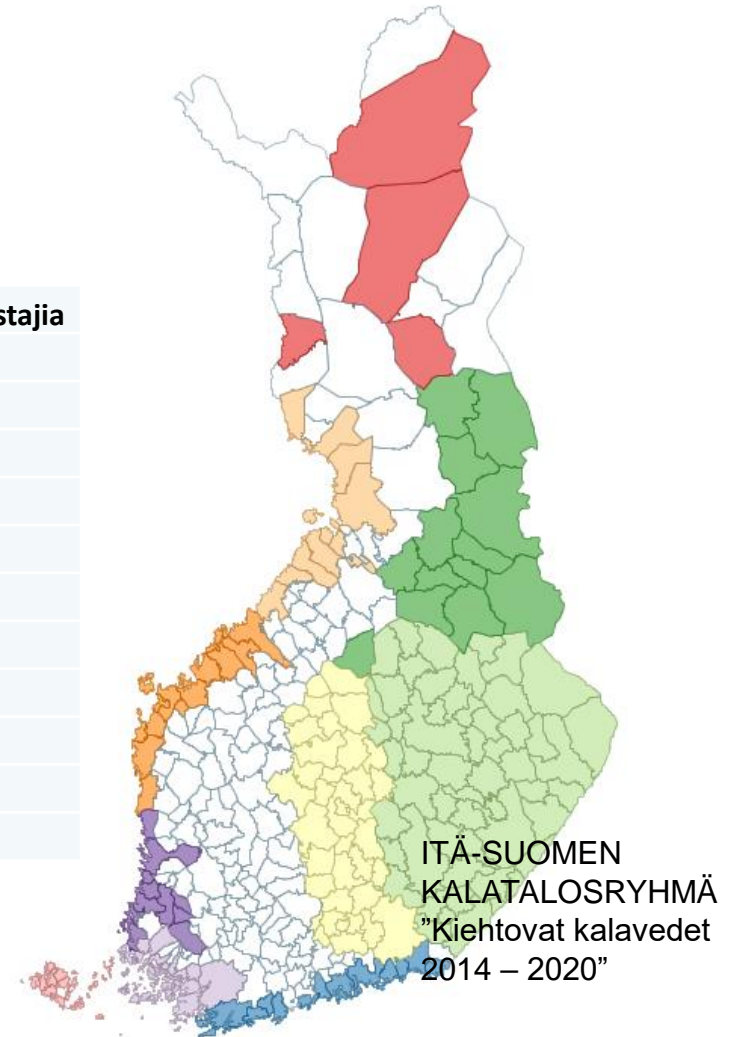 stajia
ITÄ-SUOMEN
KALATALOSRYHMÄ
"Kiehtovat kalavedet
2014 – 2020"